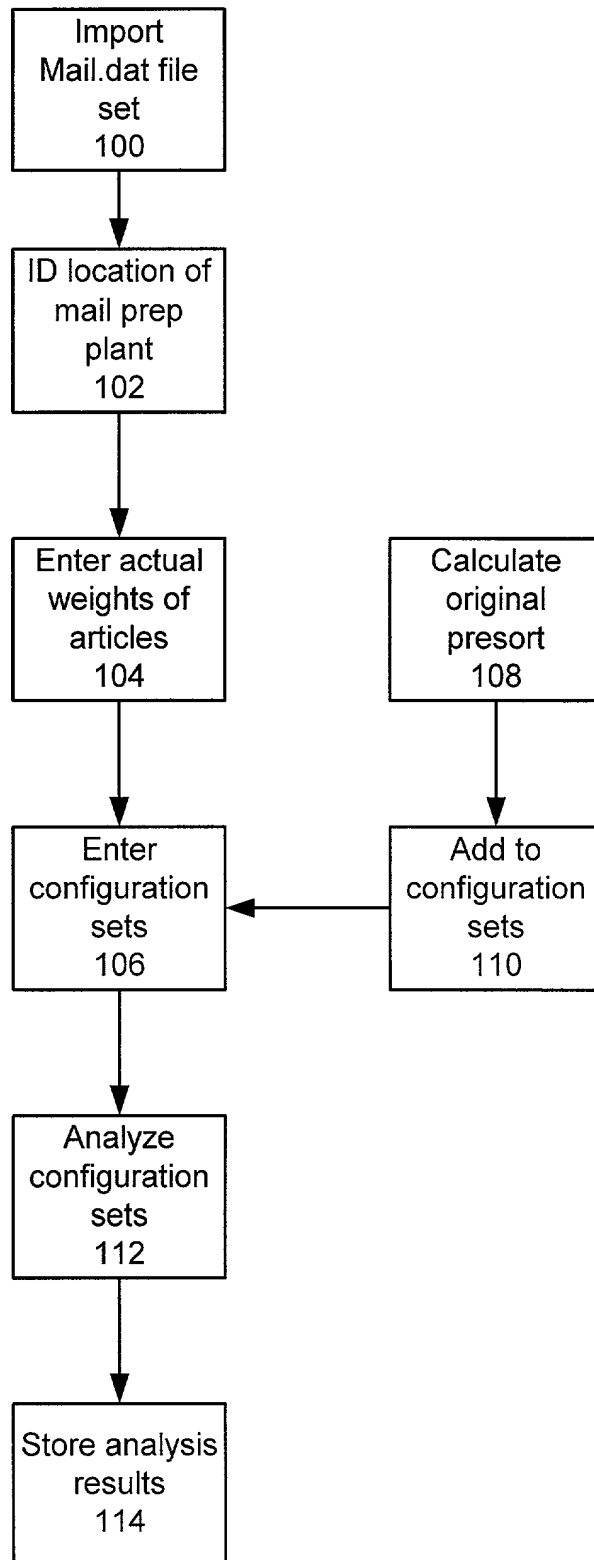 Import
Mail.dat file
set
100
ID location of
mail prep
plant
102
Enter actual
weights of
articles
104
Calculate
original
presort
108
Enter
configuration
sets
106
Add to
configuration
sets
110
Analyze
configuration
sets
112
Store analysis
results
114